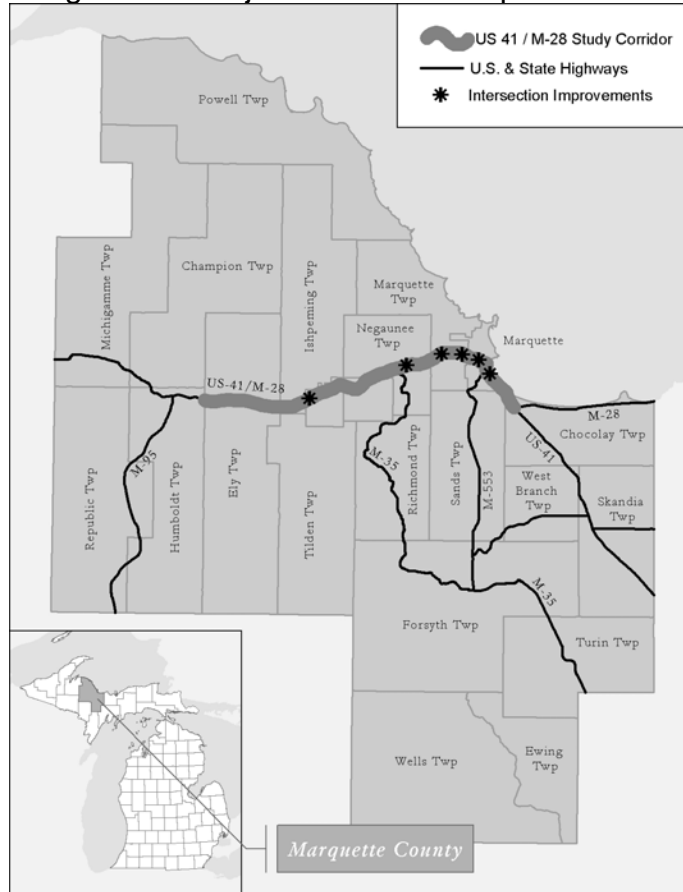 US 41 / M-28 Study Corridor
U.S. & State Highways
Intersection Improvements
Powell Twp
Michigamme Twp
Champion Twp
Ishpeming Twp
Marquette
Twp
Negaunee
Twp
Marquette
US-41/M-28
M-28
Chocolay Twp
US-41
M-95
Republic Twp
Humboldt Twp
Ely Twp
Tilden Twp
M-35
Richmond Twp
Sands Twp
M-553
West
Branch
Twp
Skandia
Twp
M-35
Forsyth Twp
Turin Twp
Wells Twp
Ewing
Twp
Marquette County